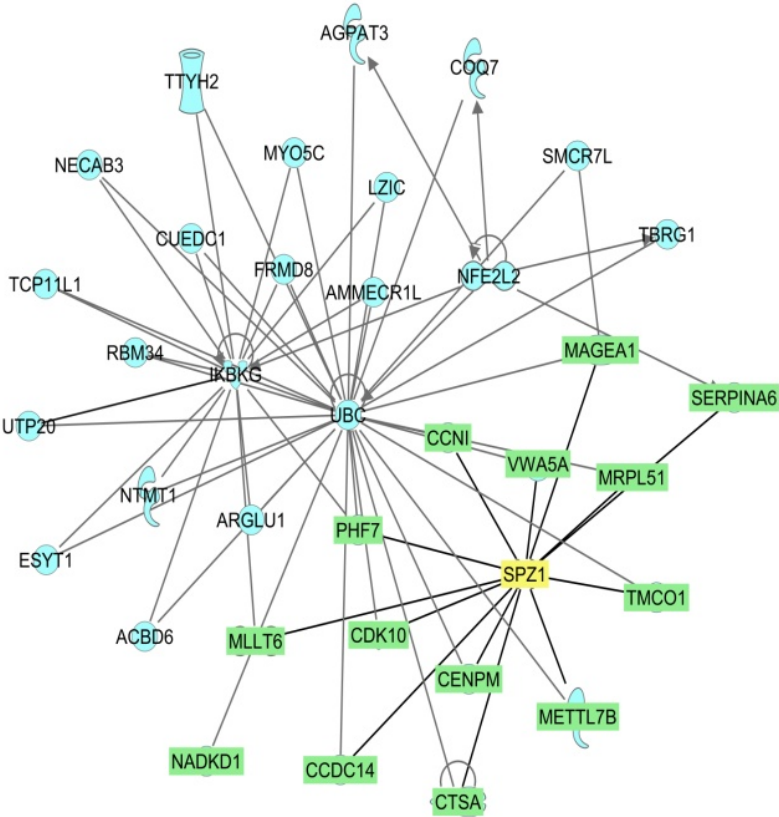 AGPAT3
COQ7
TTYH2
MYO5C
SMCR7L
NECAB3
LZIC
CUEDC1
TBRG1
FRMD8
NFE2L2
TCP11L1
AMMECR1L
RBM34
MAGEA1
IKBKG
SERPINA6
UBC
UTP20
CCNI
VWA5A
MRPL51
NTMT1
ARGLU1
PHF7
ESYT1
SPZ1
TMCO1
ACBD6
MLLT6
CDK10
CENPM
METTL7B
NADKD1
CCDC14
CTSA